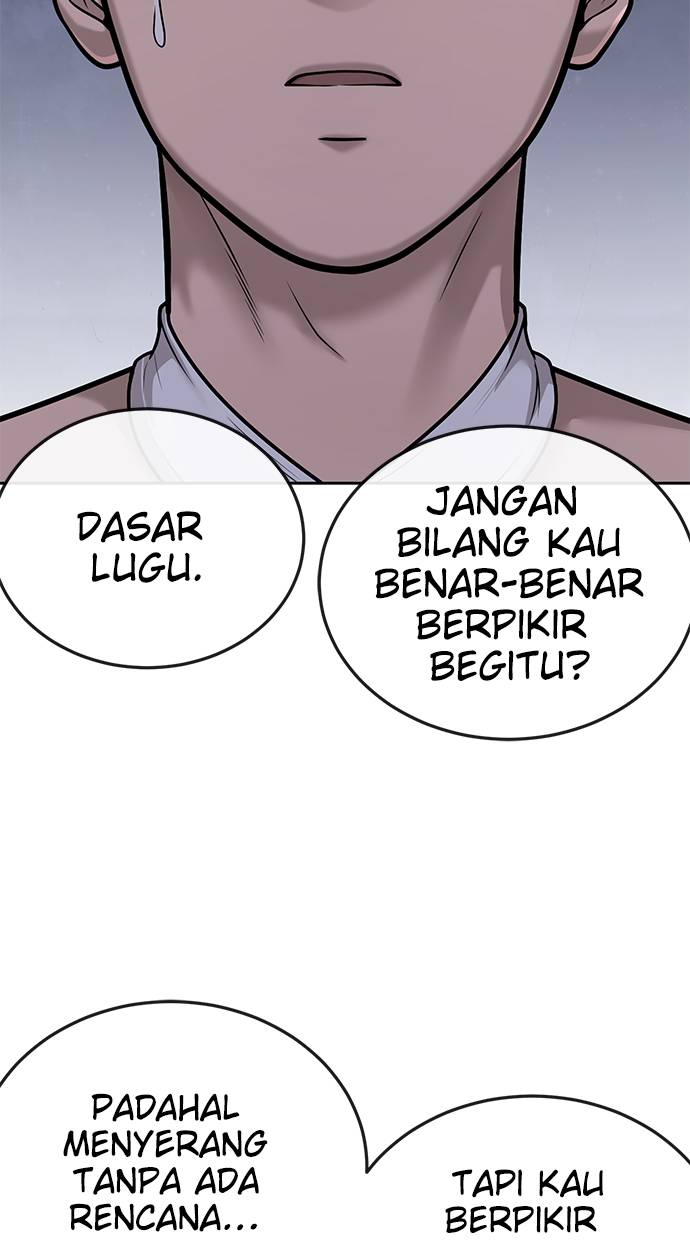 DASAR
LUGU.
JANGAN
BILANG KAU
BENAR-BENAR
BERPIKIR
BEGITU?
PADAHAL
MENYERANG
TANPA ADA
RENCANA...
TAPI KAU
BERPIKIR